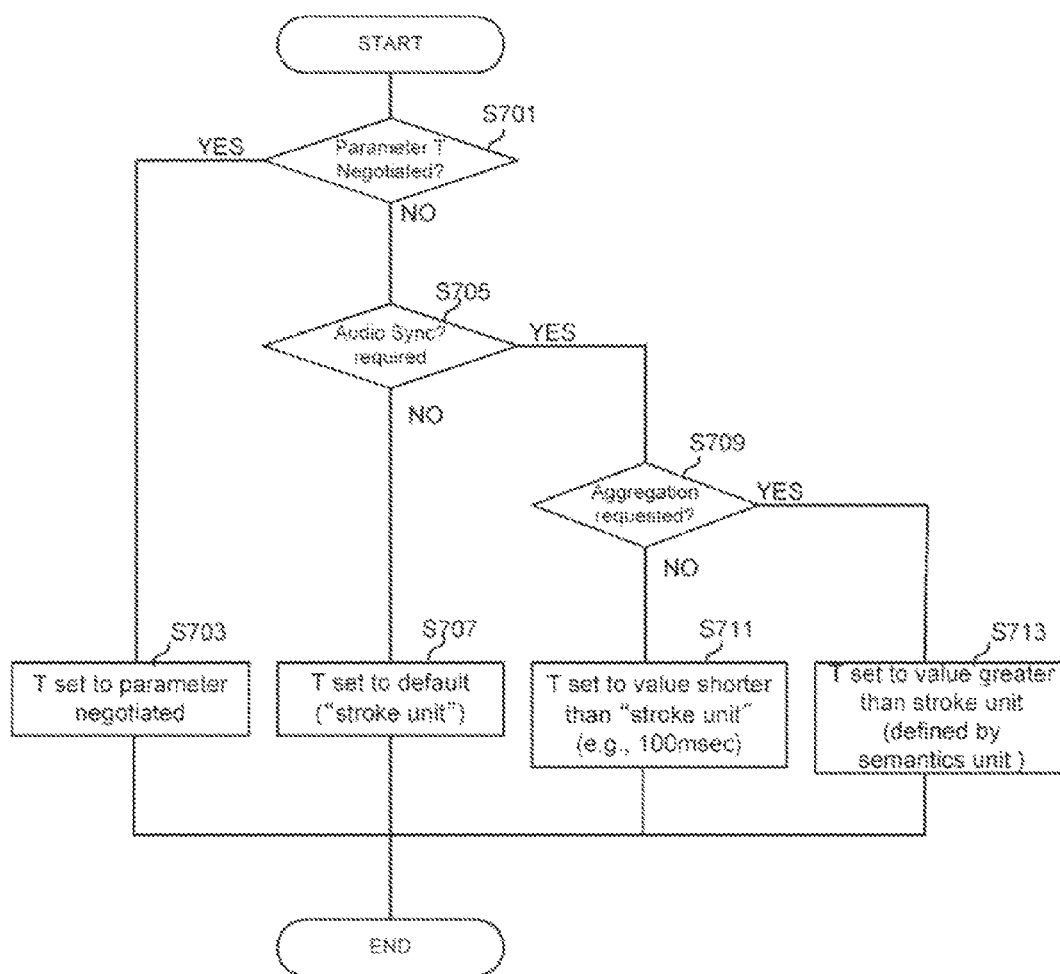 START
S701
YES
Parameter T
Negotiated?
NO
S705
Audio Sync?
required
YES
NO
S709
Aggregation
requested?
YES
NO
S703
T set to parameter
negotiated
S707
T set to default
("stroke unit")
S711
T set to value shorter
than "stroke unit"
(e.g., 100msec)
S713
T set to value greater
than stroke unit
(defined by
semantics unit )
END